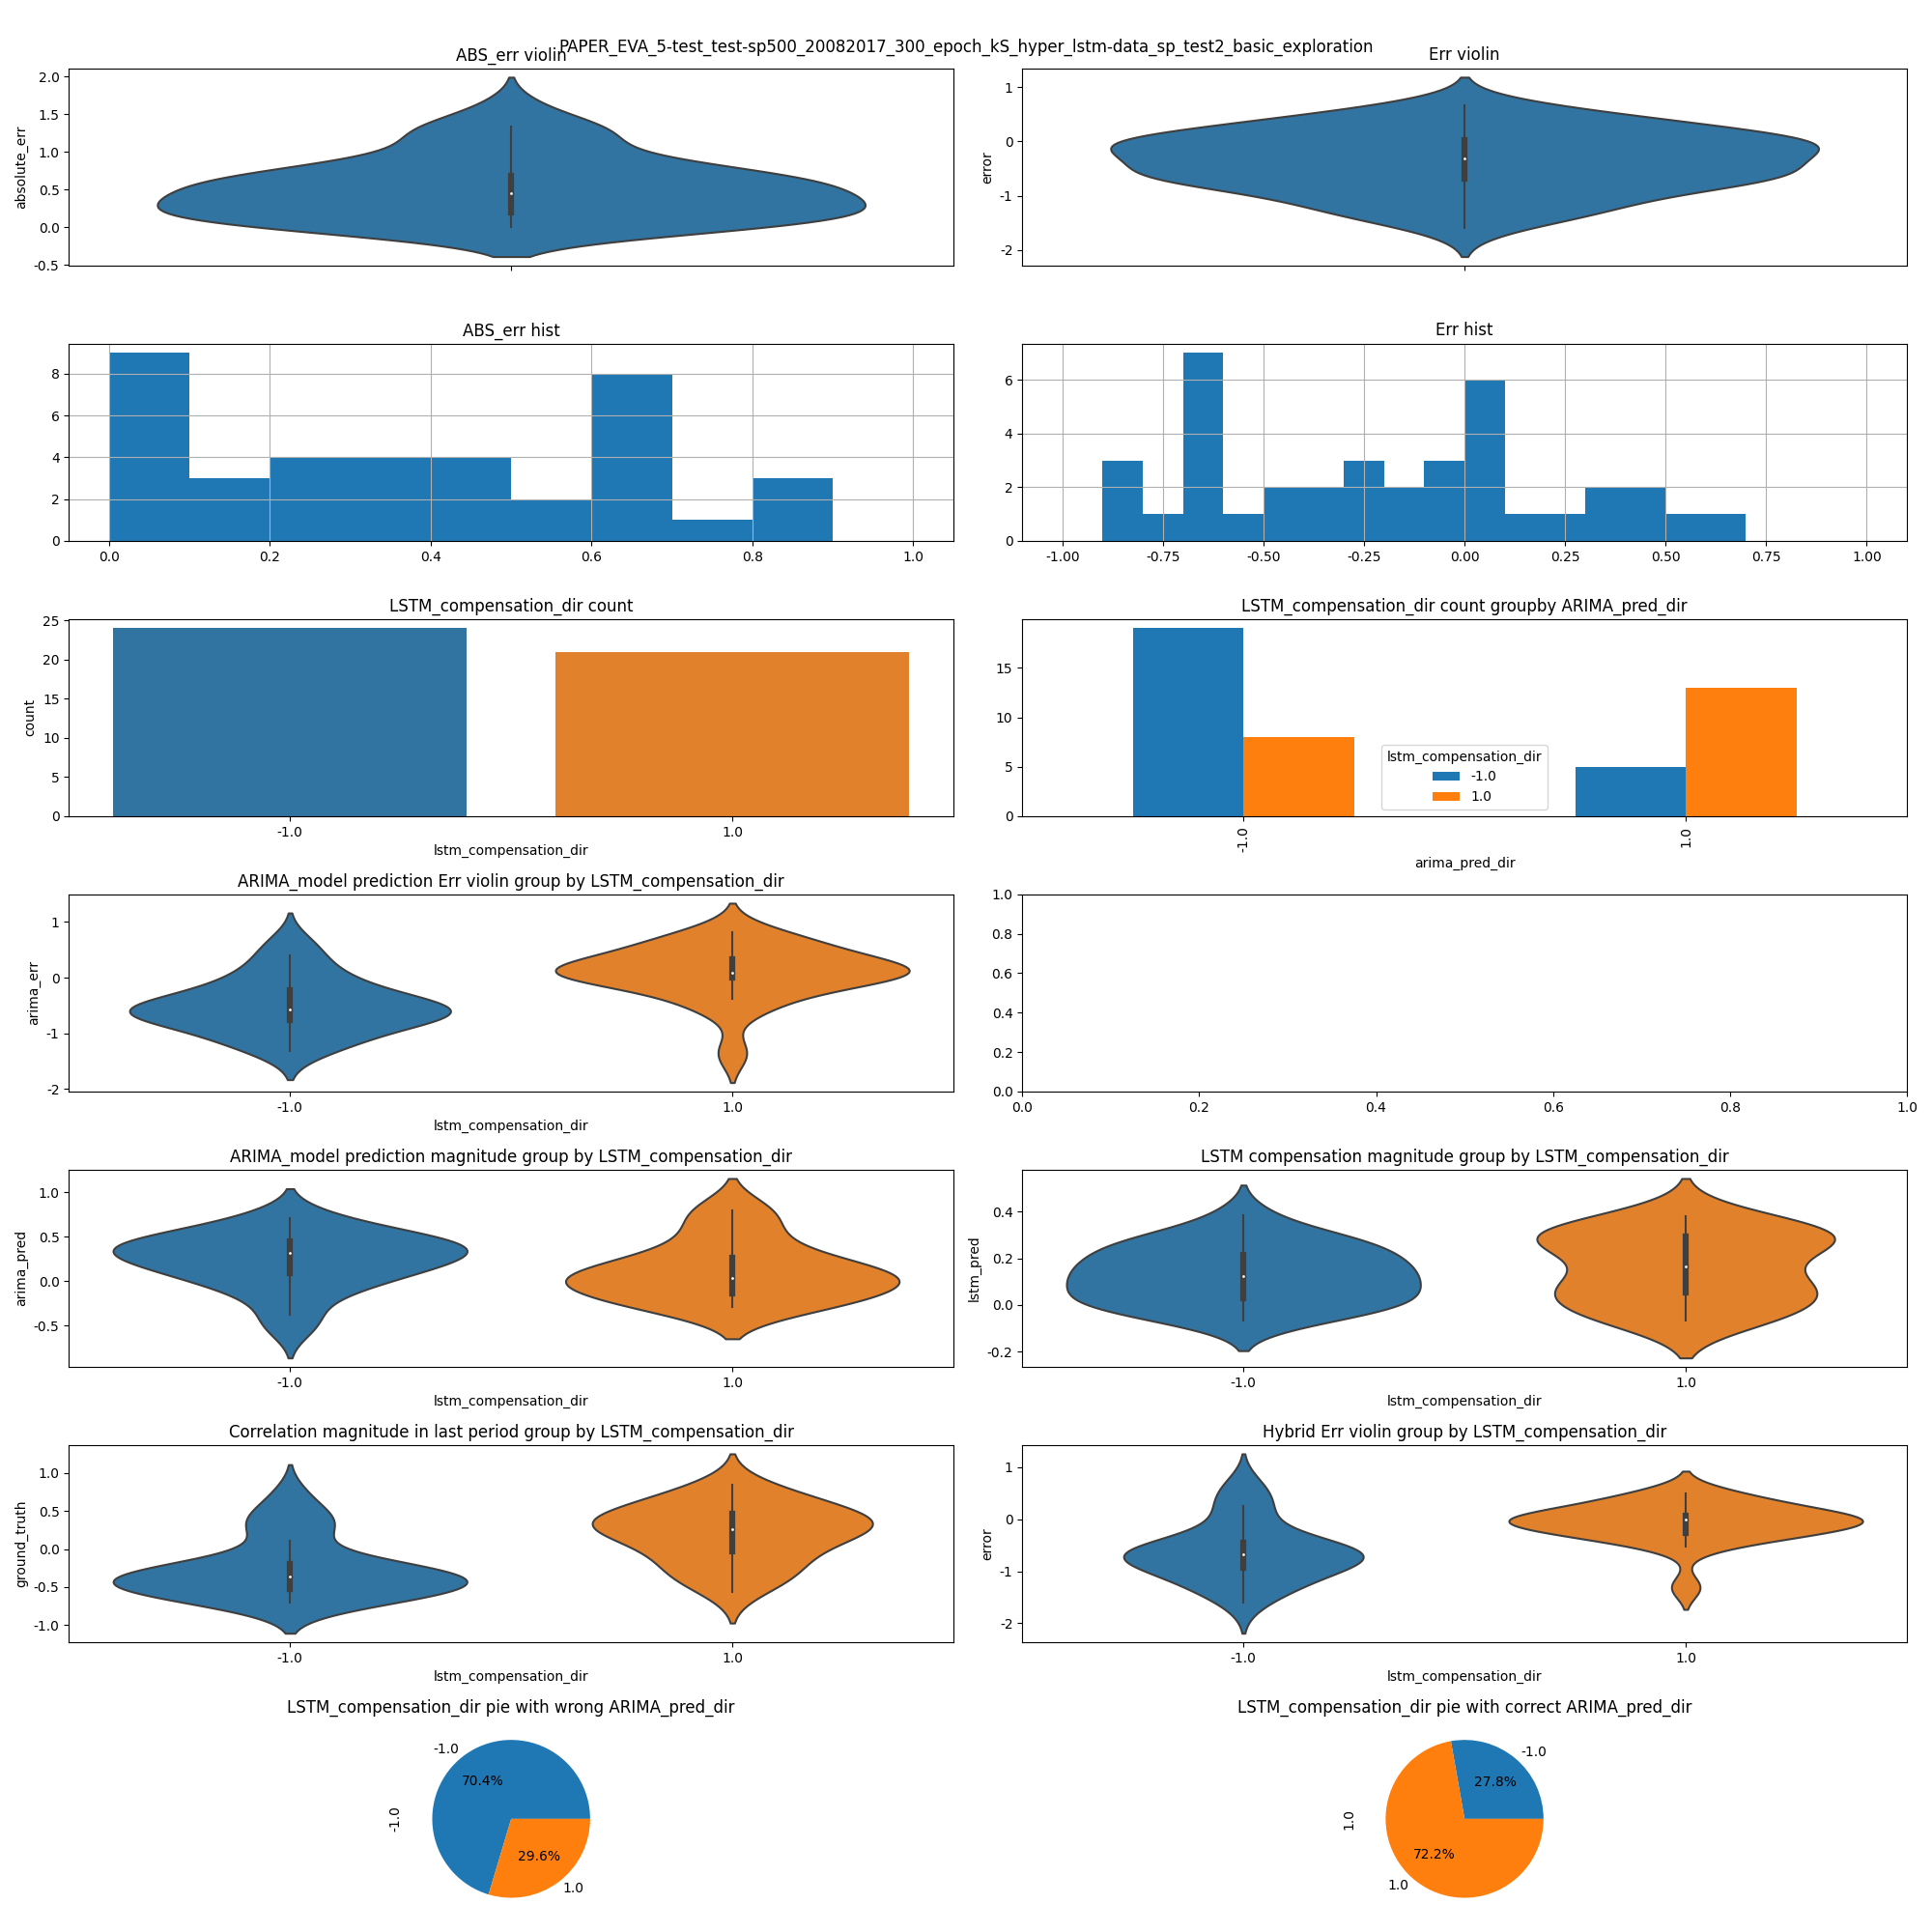 PAPER_EVA_5-test_test-sp500_20082017_300_epoch_kS_hyper_lstm-data_sp_test2_basic_exploration
ABS_err violin
absolute_err
2.0
1.5
1.0
0.5
0.0
-0.5
Err violin
error
1
0
-1
-2
ABS_err hist
8
6
4
2
0
0.0 0.2 0.4 0.6 0.8 1.0
Err hist
6
4
2
0
-1.00 -0.75 -0.50 -0.25 0.00 0.25 0.50 0.75 1.00
LSTM_compensation_dir count
count
25
20
15
10
5
0
-1.0 1.0
lstm_compensation_dir
LSTM_compensation_dir count groupby ARIMA_pred_dir
15
10
5
0
lstm_compensation_dir
-1.0
1.0
-1.0 1.0
arima_pred_dir
ARIMA_model prediction Err violin group by LSTM_compensation_dir
arima_err
1
0
-1
-2
-1.0 1.0
lstm_compensation_dir
1.0
0.8
0.6
0.4
0.2
0.0
0.0 0.2 0.4 0.6 0.8 1.0
ARIMA_model prediction magnitude group by LSTM_compensation_dir
arima_pred
1.0
0.5
0.0
-0.5
-1.0 1.0
lstm_compensation_dir
LSTM compensation magnitude group by LSTM_compensation_dir
lstm_pred
0.4
0.2
0.0
-0.2
-1.0 1.0
lstm_compensation_dir
Correlation magnitude in last period group by LSTM_compensation_dir
ground_truth
1.0
0.5
0.0
-0.5
-1.0
-1.0 1.0
lstm_compensation_dir
Hybrid Err violin group by LSTM_compensation_dir
error
1
0
-1
-2
-1.0 1.0
lstm_compensation_dir
LSTM_compensation_dir pie with wrong ARIMA_pred_dir
-1.0
-1.0
70.4%
29.6%
1.0
LSTM_compensation_dir pie with correct ARIMA_pred_dir
1.0
-1.0
27.8%
72.2%
1.0